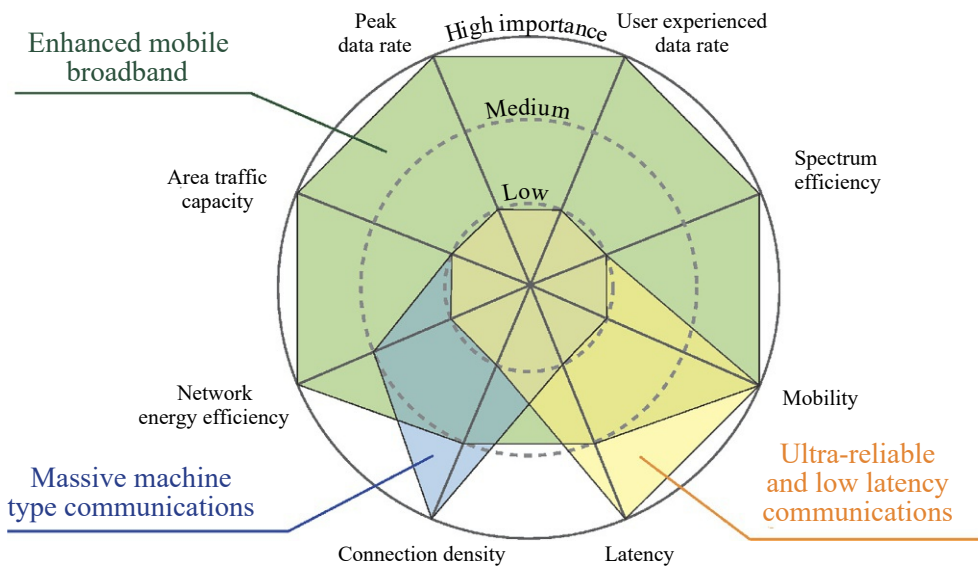 Peak
data rate
High importance
User experienced
data rate
Enhanced mobile
broadband
Medium
Area traffic
capacity
Low
Spectrum
efficiency
Network
energy efficiency
Mobility
Massive machine
type communications
Ultra-reliable
and low latency
communications
Connection density
Latency